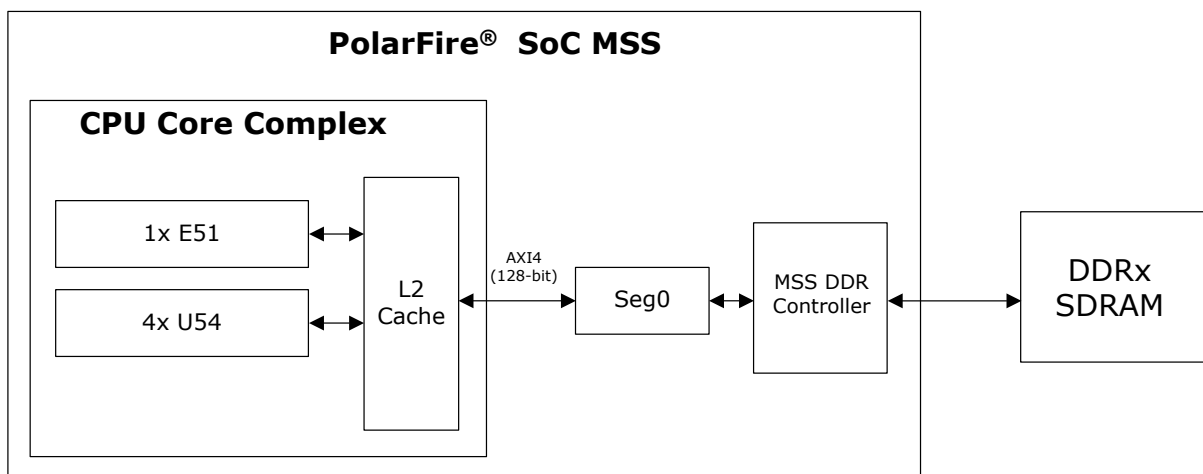 PolarFire® SoC MSS
CPU Core Complex
1x E51
4x U54
L2
Cache
AXI4
(128-bit)
Seg0
MSS DDR
Controller
DDRx
SDRAM